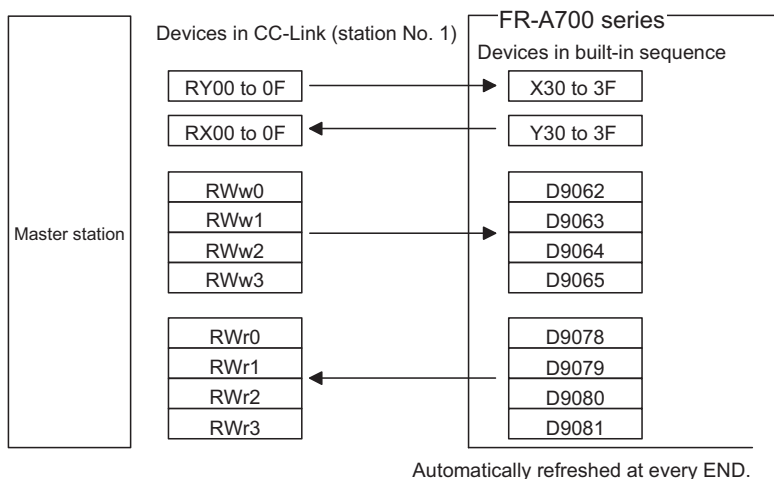 FR-A700 series
Devices in CC-Link (station No. 1)
Devices in built-in sequence
RY00 to 0F
X30 to 3F
RX00 to 0F
Y30 to 3F
Master station
RWw0
RWw1
RWw2
RWw3
D9062
D9063
D9064
D9065
RWr0
RWr1
RWr2
RWr3
D9078
D9079
D9080
D9081
Automatically refreshed at every END.